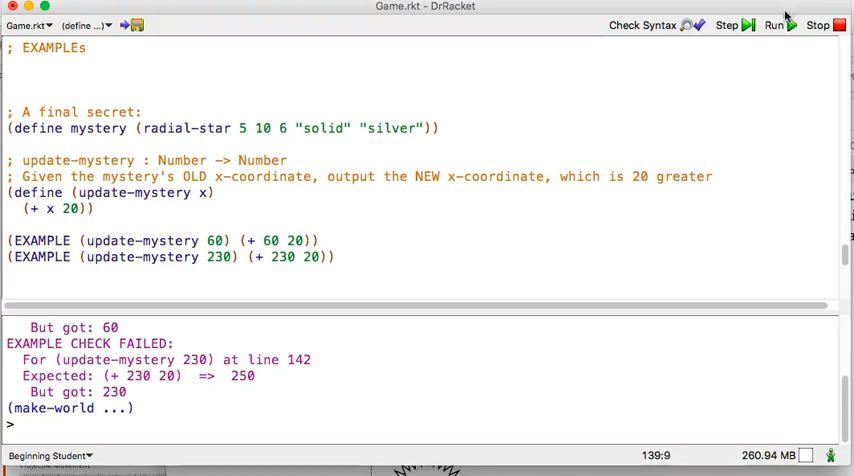 Game.rkt - DrRacket
Game.rkt▾ (define ...)▾ Check Syntax Step Run Stop
; EXAMPLEs
; A final secret:
(define mystery (radial-star 5 10 6 "solid" "silver"))
; update-mystery : Number -> Number
; Given the mystery's OLD x-coordinate, output the NEW x-coordinate, which is 20 greater
(define (update-mystery x)
(+ x 20))
(EXAMPLE (update-mystery 60) (+ 60 20))
(EXAMPLE (update-mystery 230) (+ 230 20))
But got: 60
EXAMPLE CHECK FAILED:
For (update-mystery 230) at line 142
Expected: (+ 230 20) => 250
But got: 230
(make-world ...)
>
Beginning Student▾ 139:9 260.94 MB